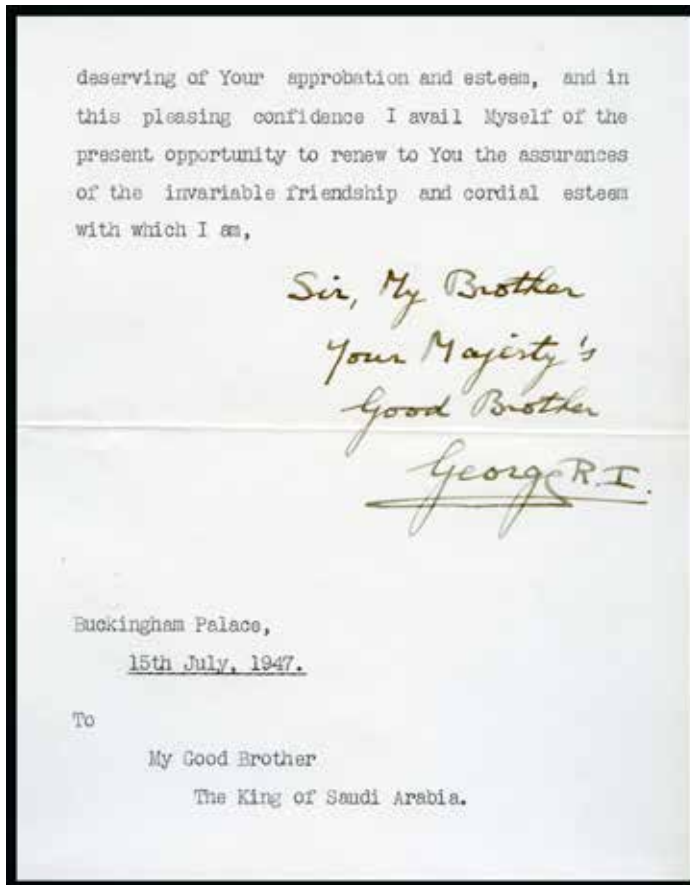 deserving of Your approbation and esteem, and in
this pleasing confidence I avail Myself of the
present opportunity to renew to You the assurances
of the invariable friendship and cordial esteem
with which I am,
Sir, My Brother
Your Majesty's
Good Brother
George R.I.
Buckingham Palace,
15th July, 1947.
To
My Good Brother
The King of Saudi Arabia.